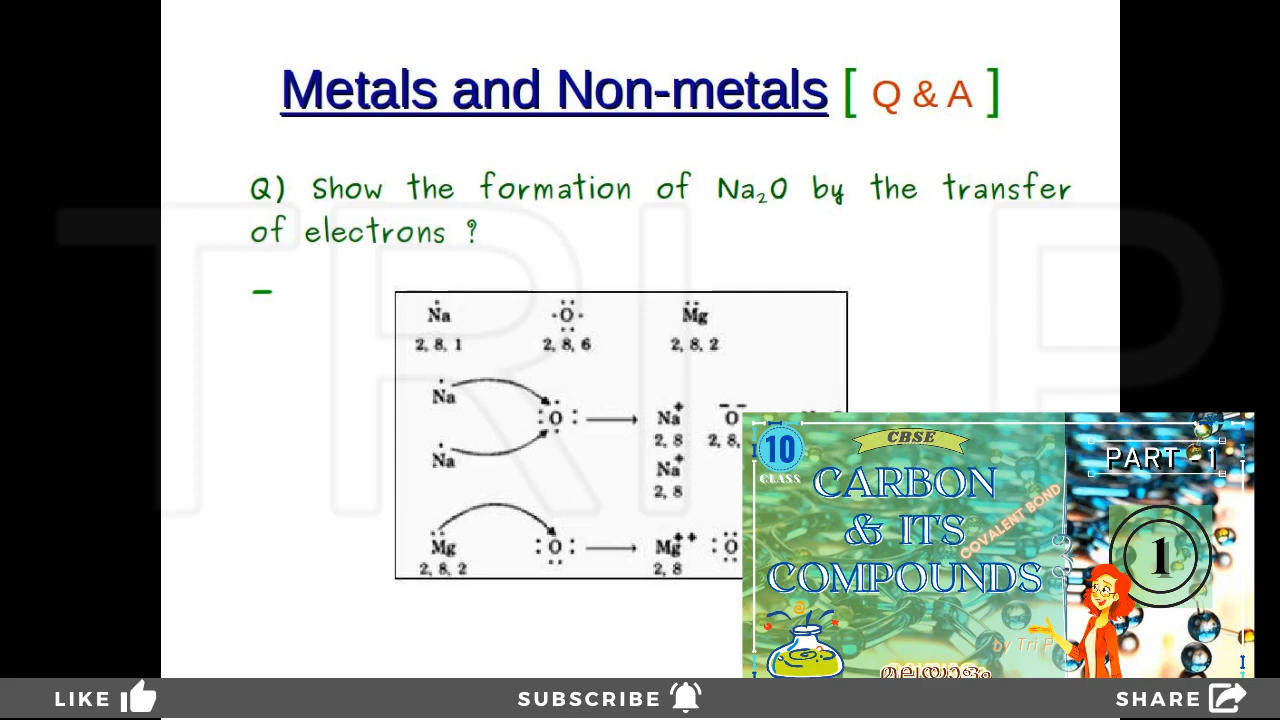 Metals and Non-metals [ Q & A ]
Q) Show the formation of Na₂O by the transfer
of electrons ?
–
Na O Mg
2, 8, 1 2, 8, 6 2, 8, 2
Na
O Na⁺ O⁻⁻
2, 8 2, 8,
Na Na⁺
2, 8
Mg O Mg⁺⁺ O
2, 8, 2 2, 8
TRI P
10
CLASS
CBSE
PART - 1
CARBON
& ITS
COMPOUNDS
COVALENT BOND
1
by Tri P
മലയാളം
LIKE SUBSCRIBE SHARE